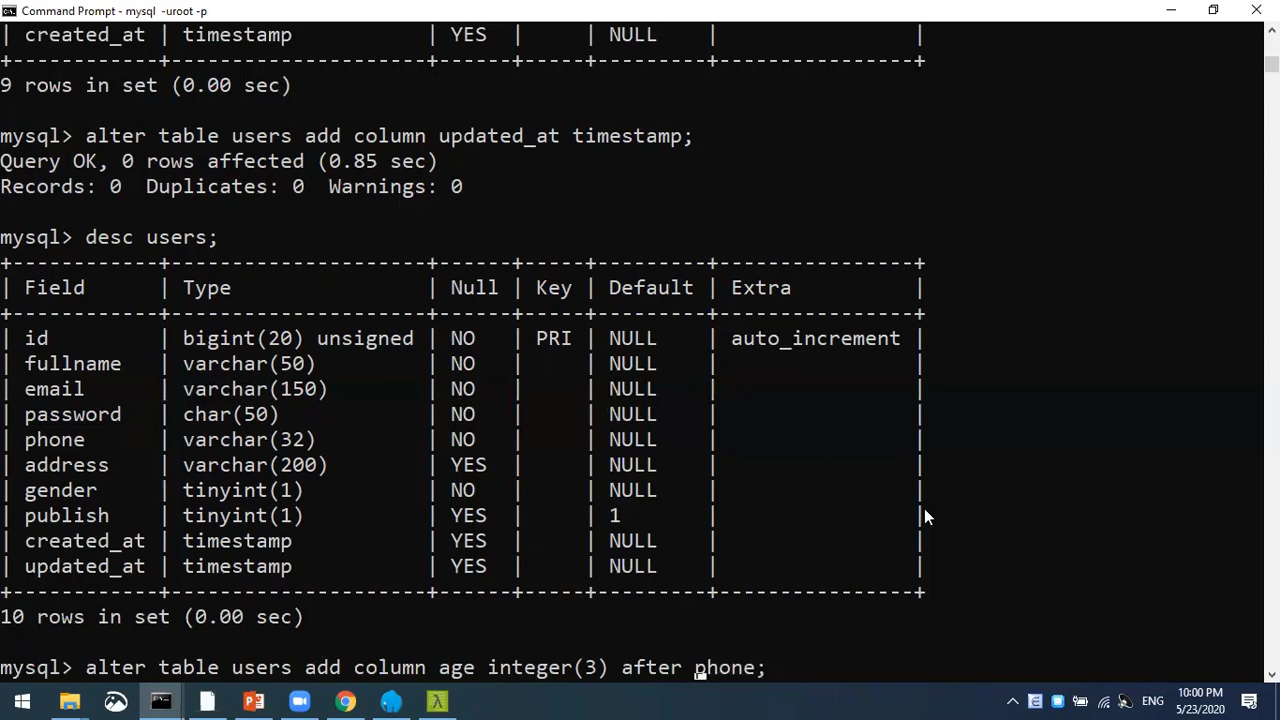 Command Prompt - mysql -uroot -p
| created_at | timestamp           | YES  |     | NULL    |                |
+------------+---------------------+------+-----+---------+----------------+
9 rows in set (0.00 sec)
mysql> alter table users add column updated_at timestamp;
Query OK, 0 rows affected (0.85 sec)
Records: 0  Duplicates: 0  Warnings: 0
mysql> desc users;
+------------+---------------------+------+-----+---------+----------------+
| Field      | Type                | Null | Key | Default | Extra          |
+------------+---------------------+------+-----+---------+----------------+
| id         | bigint(20) unsigned | NO   | PRI | NULL    | auto_increment |
| fullname   | varchar(50)         | NO   |     | NULL    |                |
| email      | varchar(150)        | NO   |     | NULL    |                |
| password   | char(50)            | NO   |     | NULL    |                |
| phone      | varchar(32)         | NO   |     | NULL    |                |
| address    | varchar(200)        | YES  |     | NULL    |                |
| gender     | tinyint(1)          | NO   |     | NULL    |                |
| publish    | tinyint(1)          | YES  |     | 1       |                |
| created_at | timestamp           | YES  |     | NULL    |                |
| updated_at | timestamp           | YES  |     | NULL    |                |
+------------+---------------------+------+-----+---------+----------------+
10 rows in set (0.00 sec)
mysql> alter table users add column age integer(3) after phone;
ENG
10:00 PM
5/23/2020